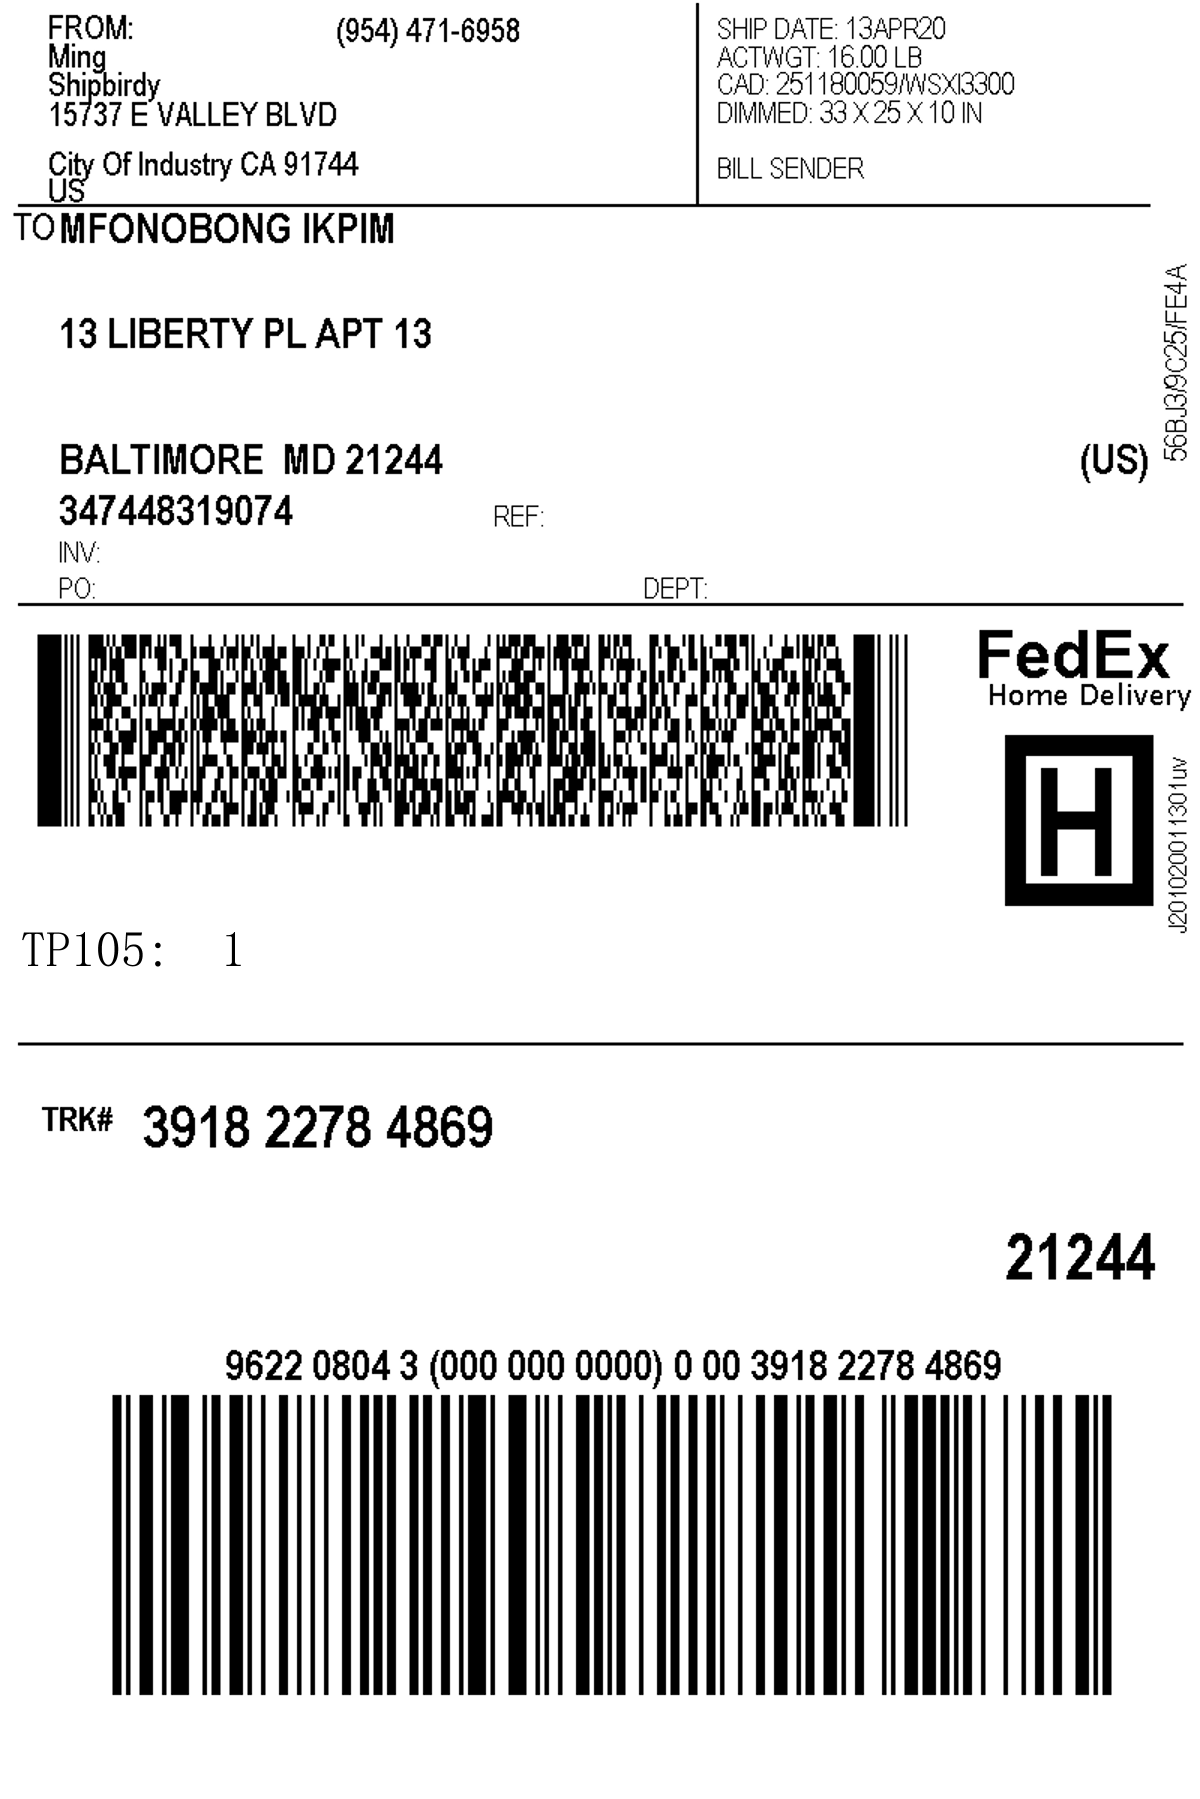 FROM: (954) 471-6958
Ming
Shipbirdy
15737 E VALLEY BLVD
City Of Industry CA 91744
US
SHIP DATE: 13APR20
ACTWGT: 16.00 LB
CAD: 251180059/WSXI3300
DIMMED: 33 X 25 X 10 IN
BILL SENDER
TO MFONOBONG IKPIM
13 LIBERTY PL APT 13
BALTIMORE MD 21244 (US)
347448319074 REF:
INV:
PO: DEPT:
56BJ3/9C25/FE4A
FedEx
Home Delivery
H
J201020011301uv
TP105: 1
TRK# 3918 2278 4869
21244
9622 0804 3 (000 000 0000) 0 00 3918 2278 4869